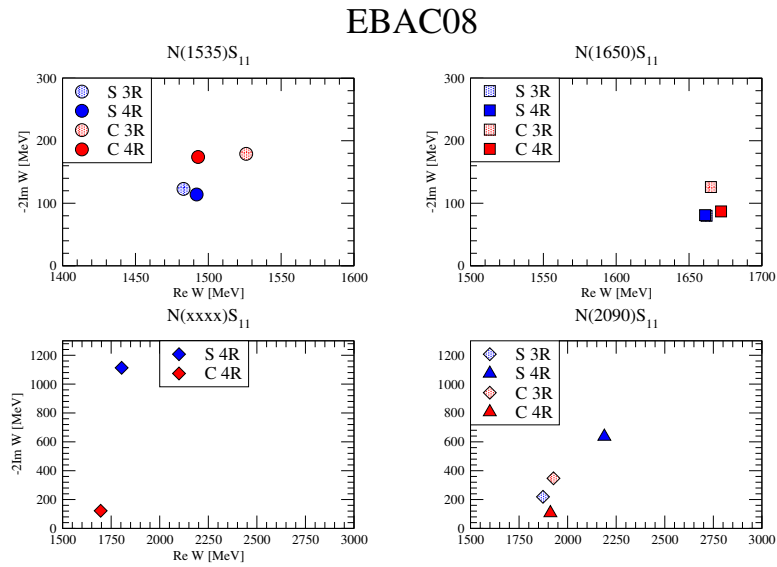 EBAC08
N(1535)S11
S 3R
S 4R
C 3R
C 4R
300
200
100
0
-2Im W [MeV]
1400 1450 1500 1550 1600
Re W [MeV]
N(1650)S11
S 3R
S 4R
C 3R
C 4R
300
200
100
0
-2Im W [MeV]
1500 1550 1600 1650 1700
Re W [MeV]
N(xxxx)S11
S 4R
C 4R
1200
1000
800
600
400
200
0
-2Im W [MeV]
1500 1750 2000 2250 2500 2750 3000
Re W [MeV]
N(2090)S11
S 3R
S 4R
C 3R
C 4R
1200
1000
800
600
400
200
0
1500 1750 2000 2250 2500 2750 3000